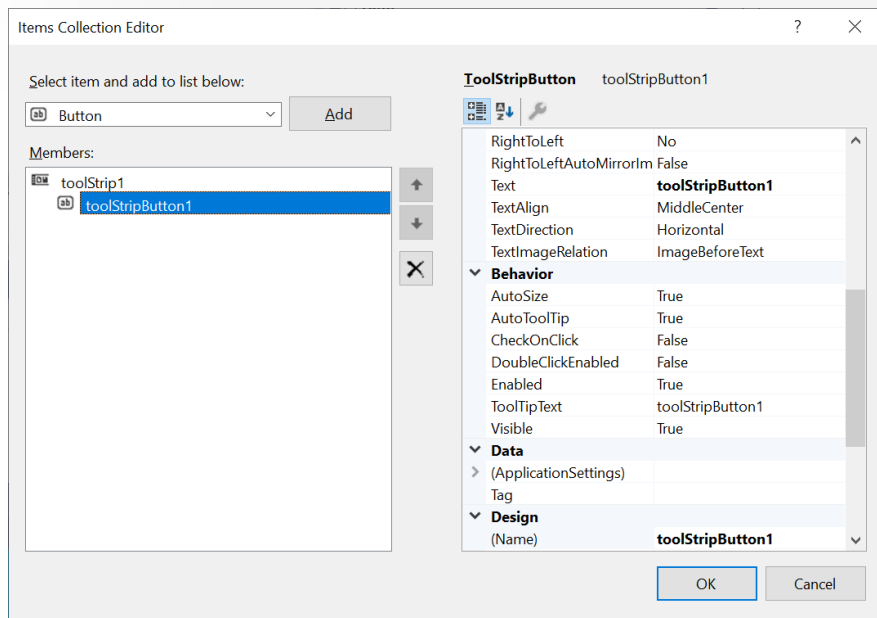 Items Collection Editor
Select item and add to list below:
Button
Add
Members:
toolStrip1
toolStripButton1
ToolStripButton toolStripButton1
RightToLeft No
RightToLeftAutoMirrorIm False
Text toolStripButton1
TextAlign MiddleCenter
TextDirection Horizontal
TextImageRelation ImageBeforeText
Behavior
AutoSize True
AutoToolTip True
CheckOnClick False
DoubleClickEnabled False
Enabled True
ToolTipText toolStripButton1
Visible True
Data
(ApplicationSettings)
Tag
Design
(Name) toolStripButton1
OK
Cancel